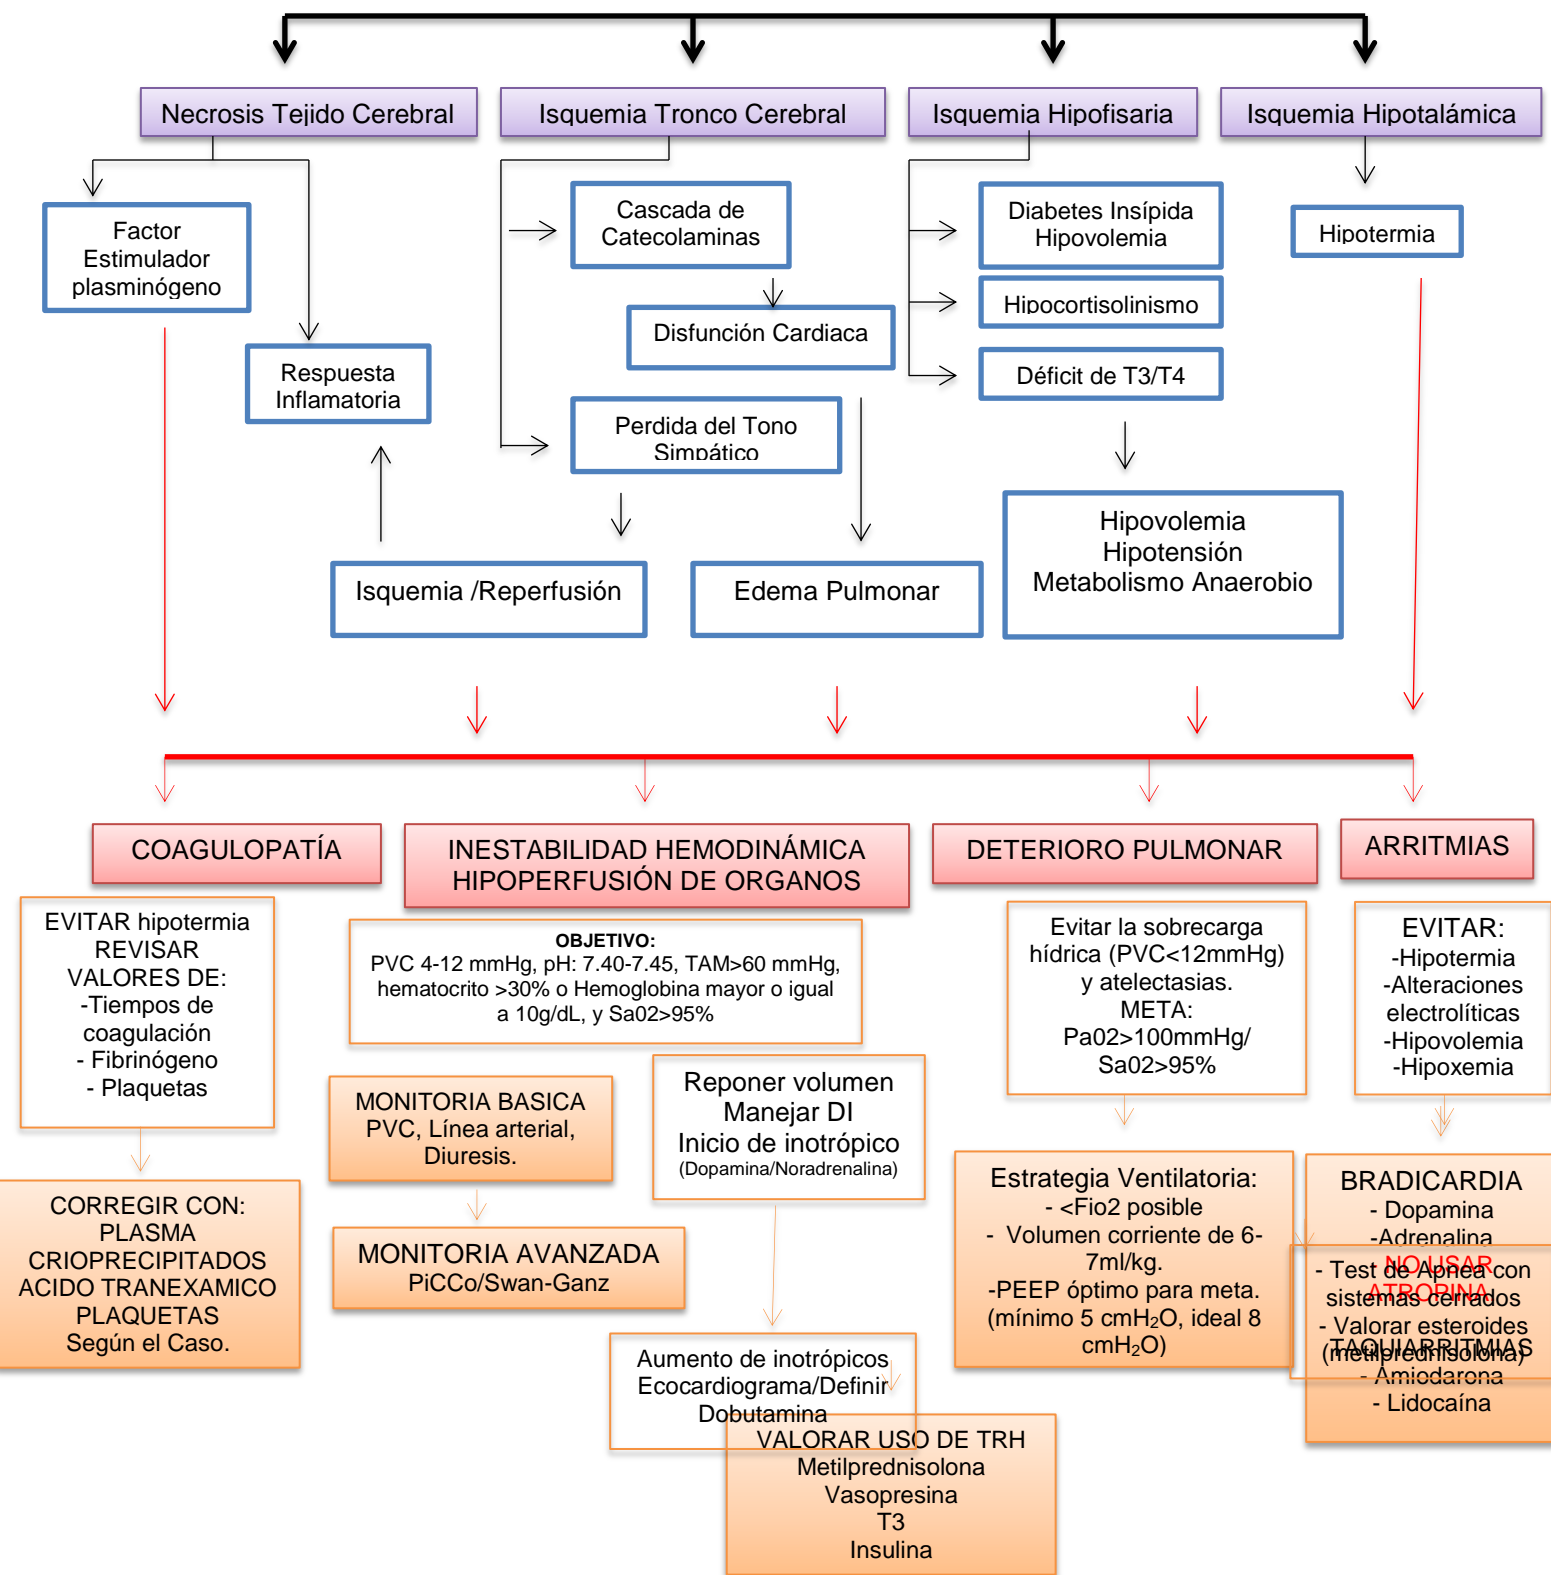 Necrosis Tejido Cerebral
Isquemia Tronco Cerebral
Isquemia Hipofisaria
Isquemia Hipotalámica
Factor
Estimulador
plasminógeno
Respuesta
Inflamatoria
Cascada de
Catecolaminas
Disfunción Cardiaca
Perdida del Tono
Simpático
Diabetes Insípida
Hipovolemia
Hipocortisolinismo
Déficit de T3/T4
Hipotermia
Isquemia /Reperfusión
Edema Pulmonar
Hipovolemia
Hipotensión
Metabolismo Anaerobio
COAGULOPATÍA
INESTABILIDAD HEMODINÁMICA
HIPOPERFUSIÓN DE ORGANOS
DETERIORO PULMONAR
ARRITMIAS
EVITAR hipotermia
REVISAR
VALORES DE:
-Tiempos de
coagulación
- Fibrinógeno
- Plaquetas
CORREGIR CON:
PLASMA
CRIOPRECIPITADOS
ACIDO TRANEXAMICO
PLAQUETAS
Según el Caso.
OBJETIVO:
PVC 4-12 mmHg, pH: 7.40-7.45, TAM>60 mmHg,
hematocrito >30% o Hemoglobina mayor o igual
a 10g/dL, y Sa02>95%
MONITORIA BASICA
PVC, Línea arterial,
Diuresis.
MONITORIA AVANZADA
PiCCo/Swan-Ganz
Reponer volumen
Manejar DI
Inicio de inotrópico
(Dopamina/Noradrenalina)
Aumento de inotrópicos
Ecocardiograma/Definir
Dobutamina
VALORAR USO DE TRH
Metilprednisolona
Vasopresina
T3
Insulina
Evitar la sobrecarga
hídrica (PVC<12mmHg)
y atelectasias.
META:
Pa02>100mmHg/
Sa02>95%
Estrategia Ventilatoria:
- <Fio2 posible
- Volumen corriente de 6-
7ml/kg.
-PEEP óptimo para meta.
(mínimo 5 cmH₂O, ideal 8
cmH₂O)
- Test de Apnea con
sistemas cerrados
- Valorar esteroides
(metilprednisolona)
EVITAR:
-Hipotermia
-Alteraciones
electrolíticas
-Hipovolemia
-Hipoxemia
BRADICARDIA
- Dopamina
-Adrenalina
NO USAR
ATROPINA
TAQUIARRITMIAS
- Amiodarona
- Lidocaína